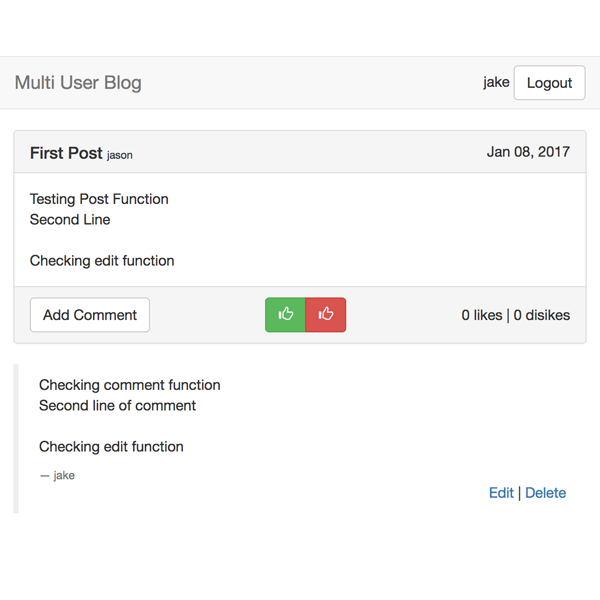 Multi User Blog
jake Logout
First Post jason
Jan 08, 2017
Testing Post Function
Second Line
Checking edit function
Add Comment
0 likes | 0 disikes
Checking comment function
Second line of comment
Checking edit function
— jake
Edit | Delete